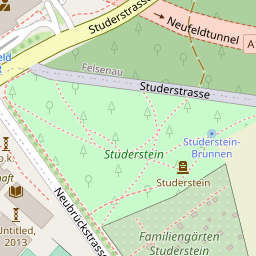 Studerstrasse
Neufeldtunnel
A
Felsenau
Studerstrasse
Studerstein-
Brunnen
Studerstein
Studerstein
Neubrückstrasse
Untitled,
2013
Familiengärten
Studerstein